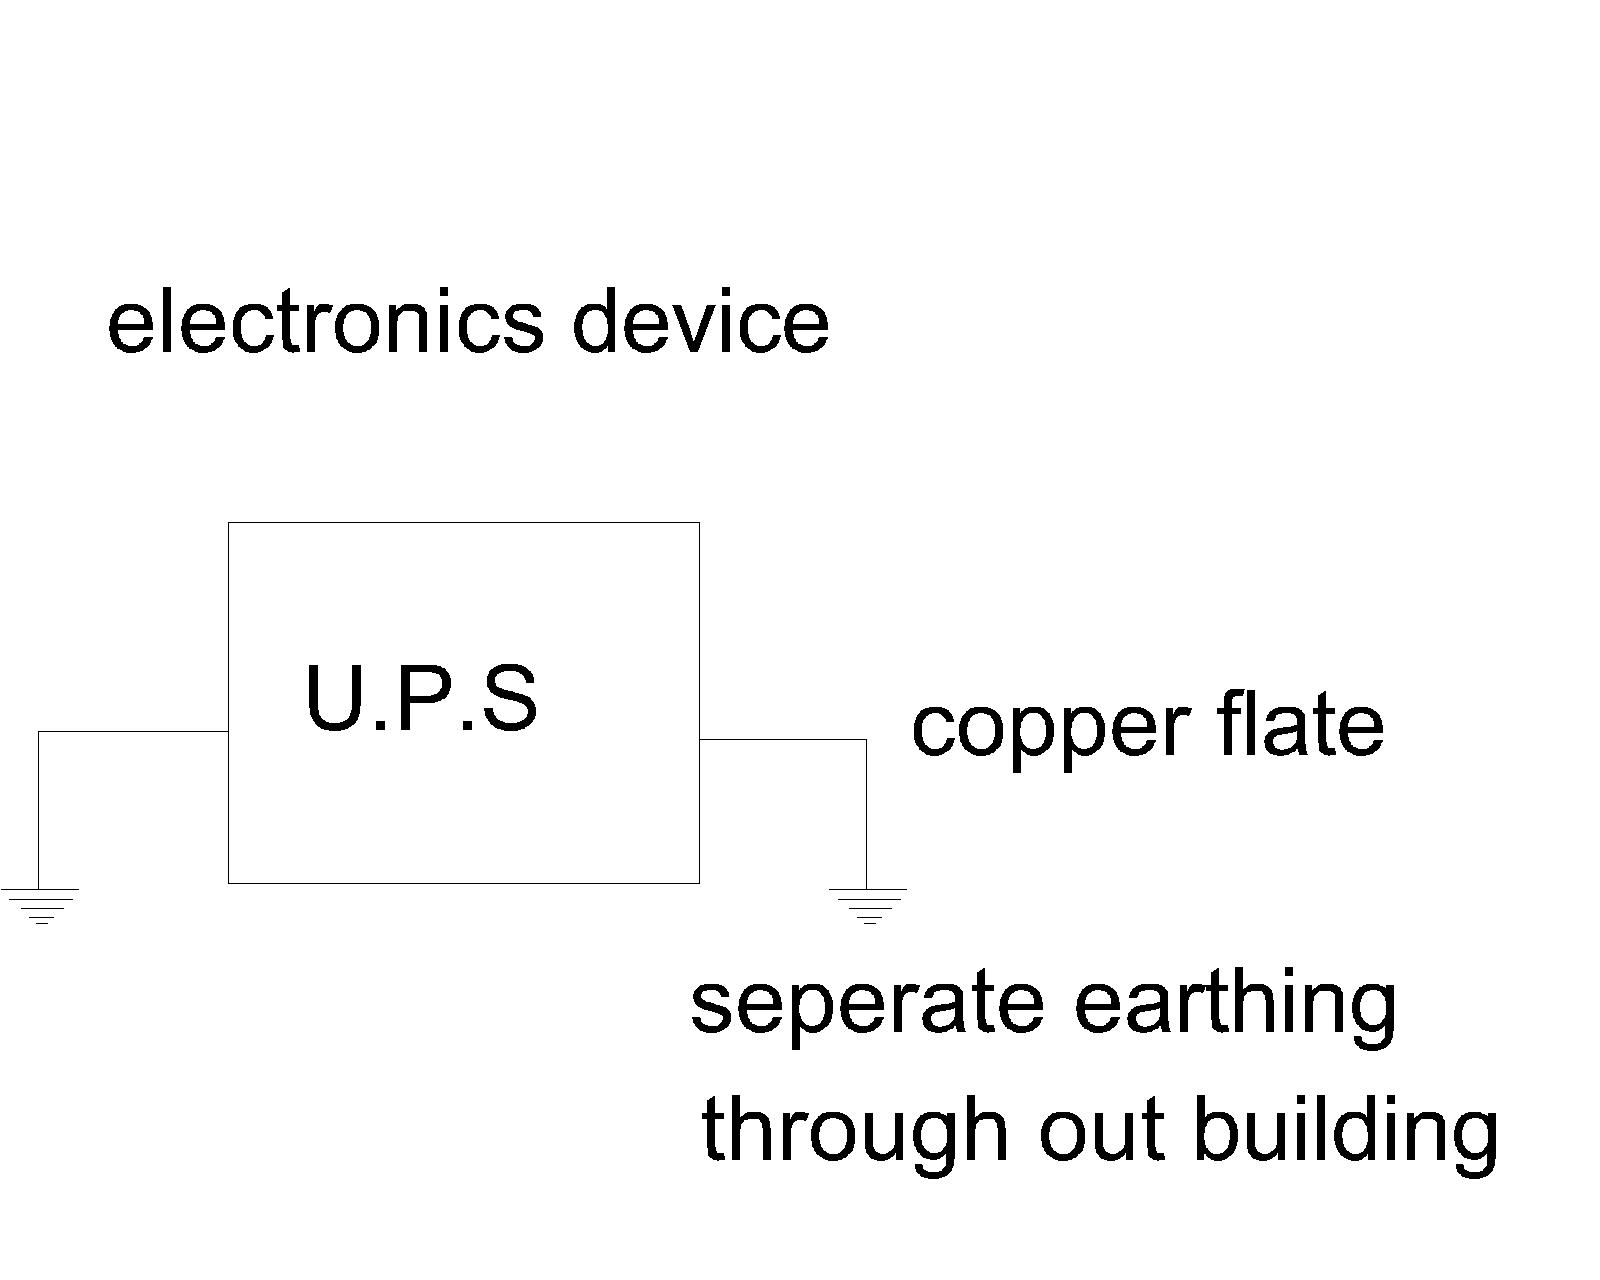 electronics device
U.P.S
copper flate
seperate earthing
through out building